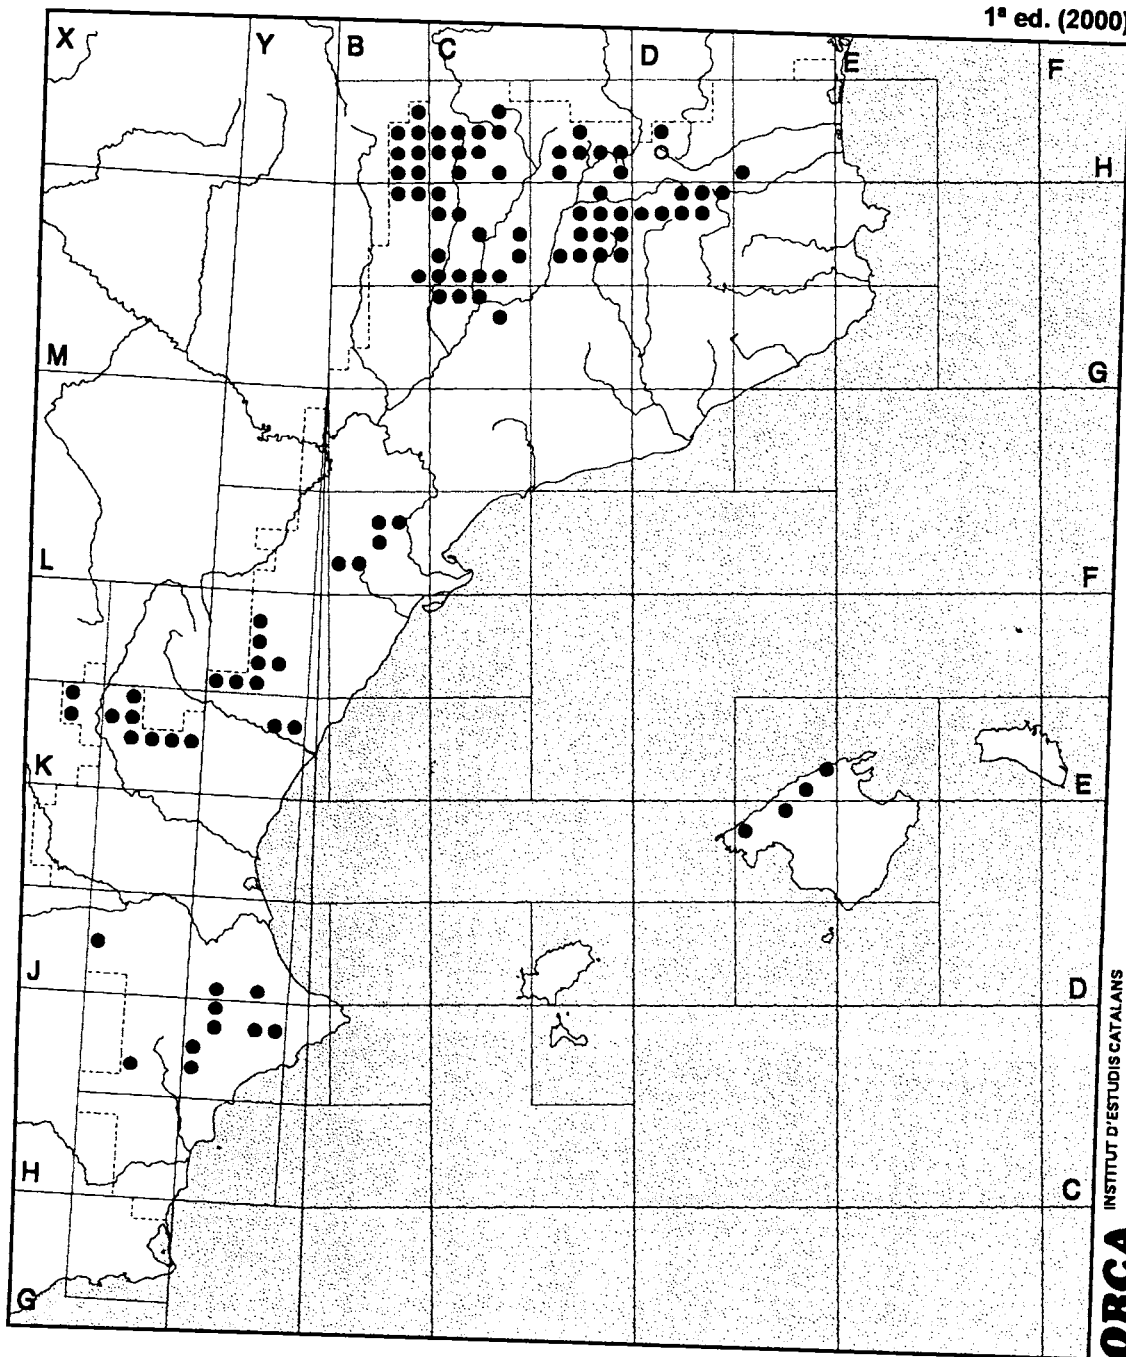 1ª ed. (2000)
X Y B C D E F
H
M G
L F
K E
J D
H C
G
ORCA INSTITUT D'ESTUDIS CATALANS